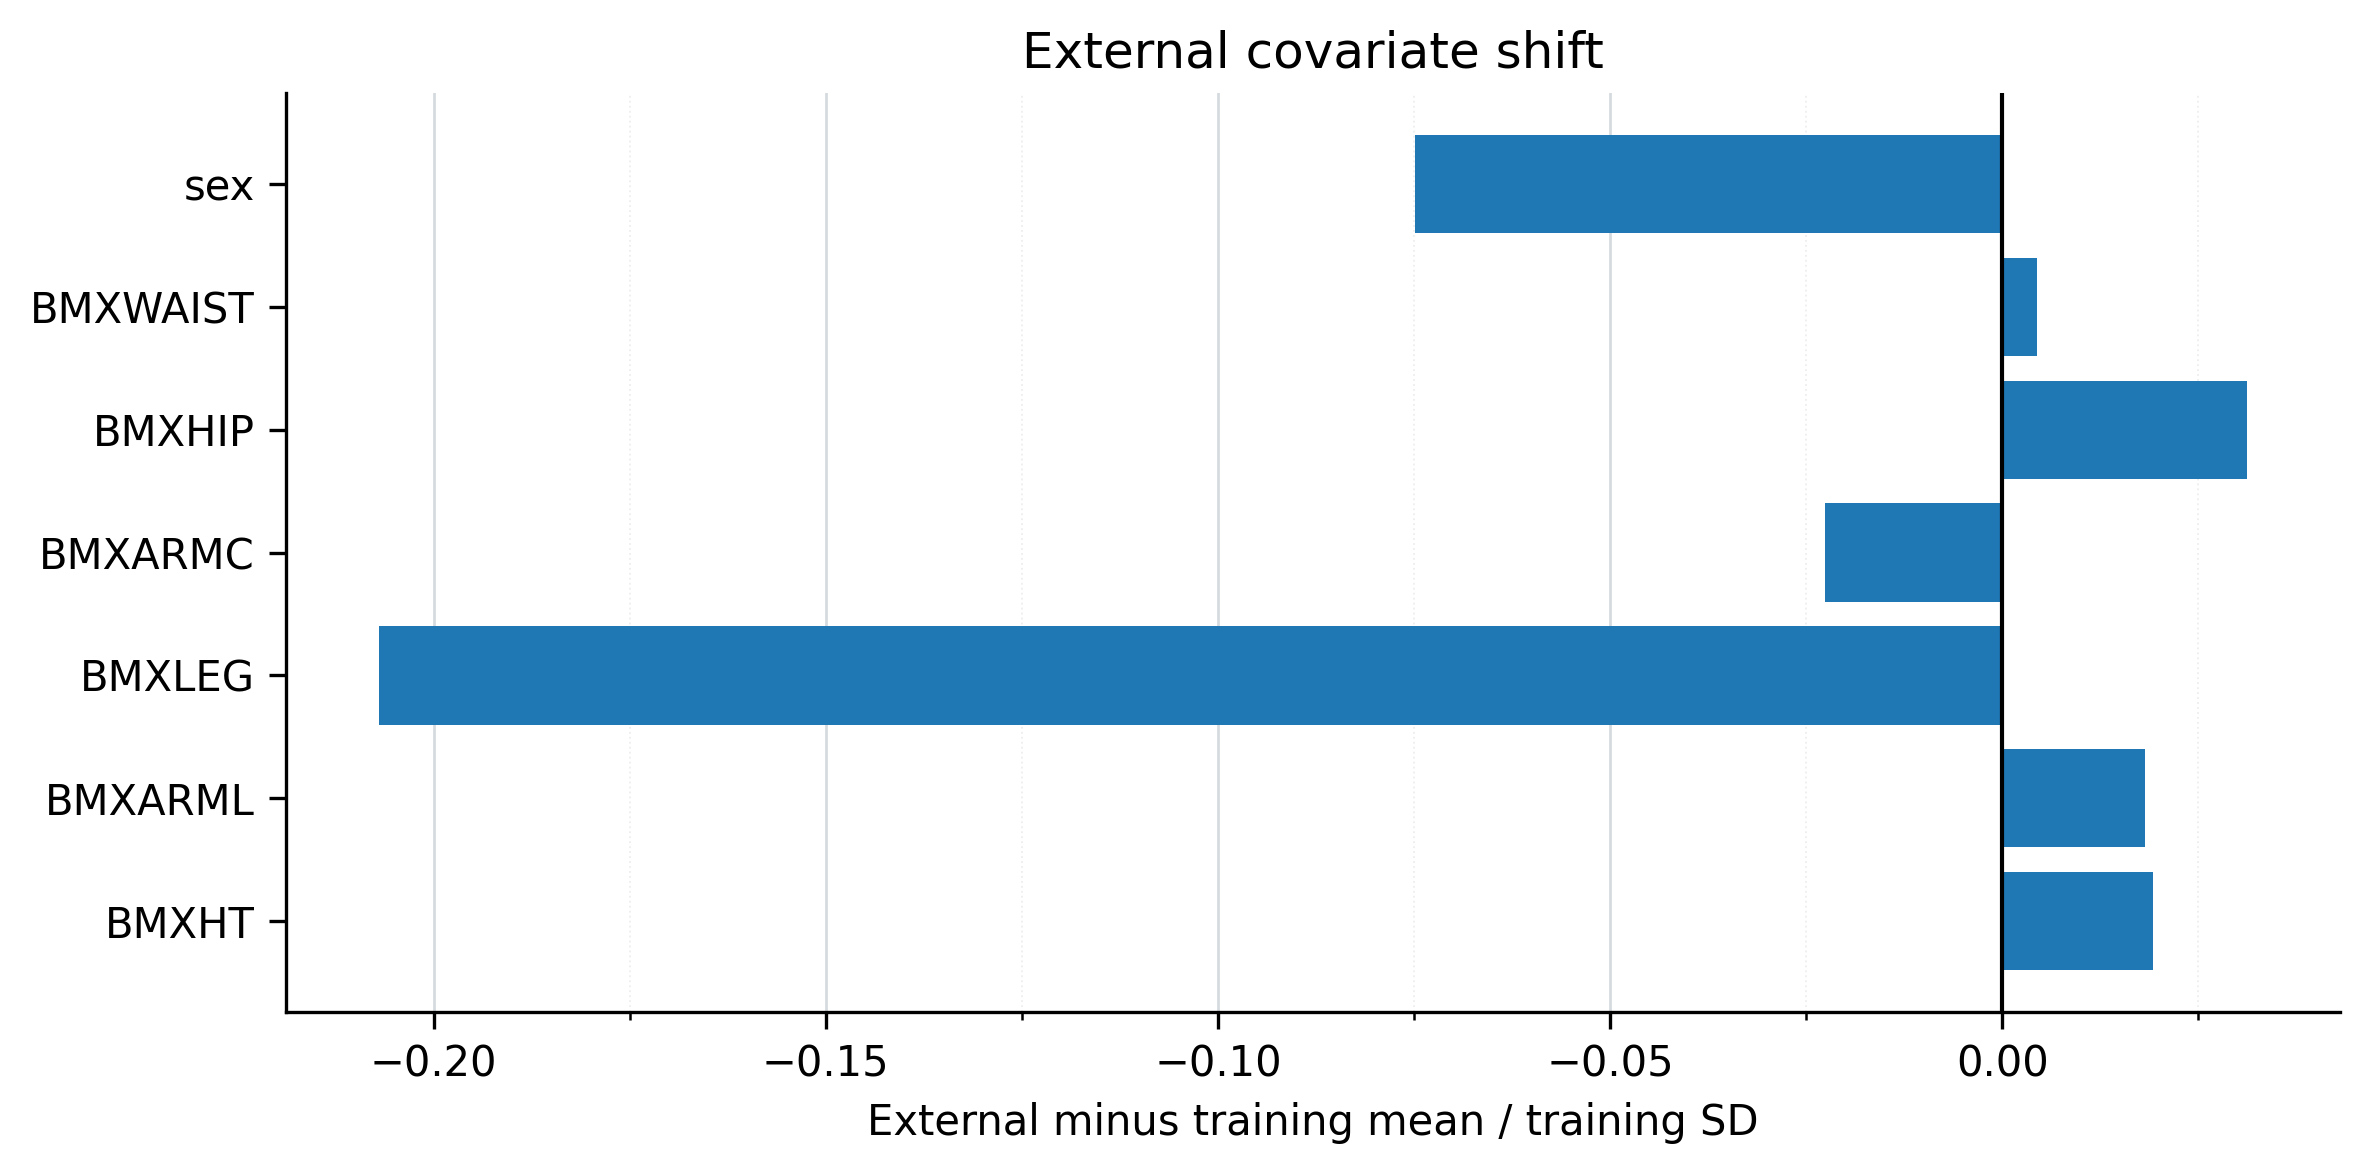 External covariate shift
sex
BMXWAIST
BMXHIP
BMXARMC
BMXLEG
BMXARML
BMXHT
−0.20 −0.15 −0.10 −0.05 0.00
External minus training mean / training SD